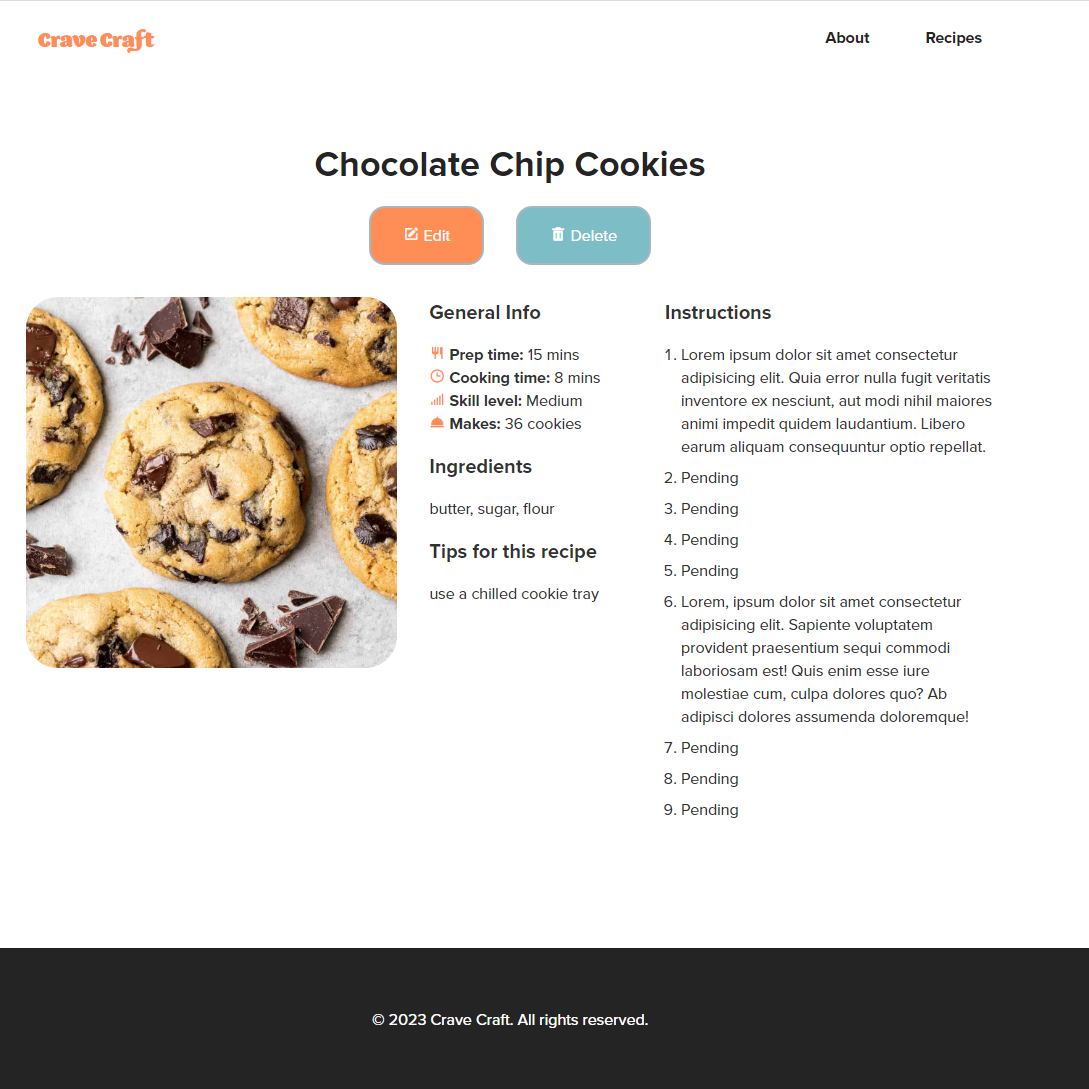 Crave Craft
About
Recipes
Chocolate Chip Cookies
Edit
Delete
General Info
Prep time: 15 mins
Cooking time: 8 mins
Skill level: Medium
Makes: 36 cookies
Ingredients
butter, sugar, flour
Tips for this recipe
use a chilled cookie tray
Instructions
1. Lorem ipsum dolor sit amet consectetur
adipisicing elit. Quia error nulla fugit veritatis
inventore ex nesciunt, aut modi nihil maiores
animi impedit quidem laudantium. Libero
earum aliquam consequuntur optio repellat.
2. Pending
3. Pending
4. Pending
5. Pending
6. Lorem, ipsum dolor sit amet consectetur
adipisicing elit. Sapiente voluptatem
provident praesentium sequi commodi
laboriosam est! Quis enim esse iure
molestiae cum, culpa dolores quo? Ab
adipisci dolores assumenda doloremque!
7. Pending
8. Pending
9. Pending
© 2023 Crave Craft. All rights reserved.